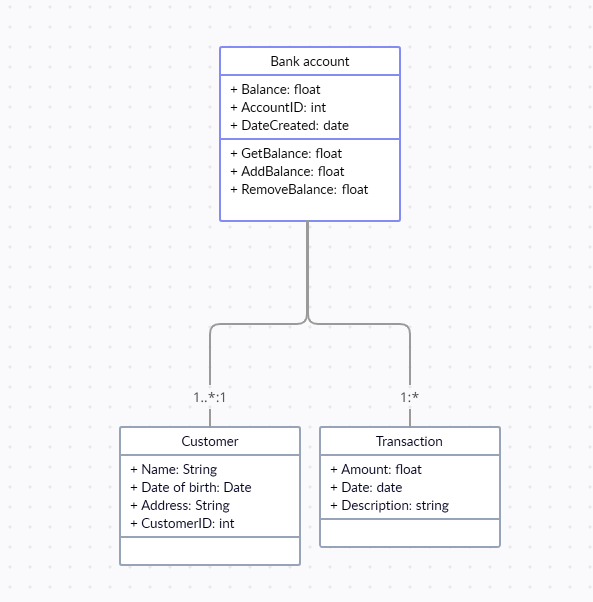 Bank account
+ Balance: float
+ AccountID: int
+ DateCreated: date
+ GetBalance: float
+ AddBalance: float
+ RemoveBalance: float
1..*:1
1:*
Customer
+ Name: String
+ Date of birth: Date
+ Address: String
+ CustomerID: int
Transaction
+ Amount: float
+ Date: date
+ Description: string